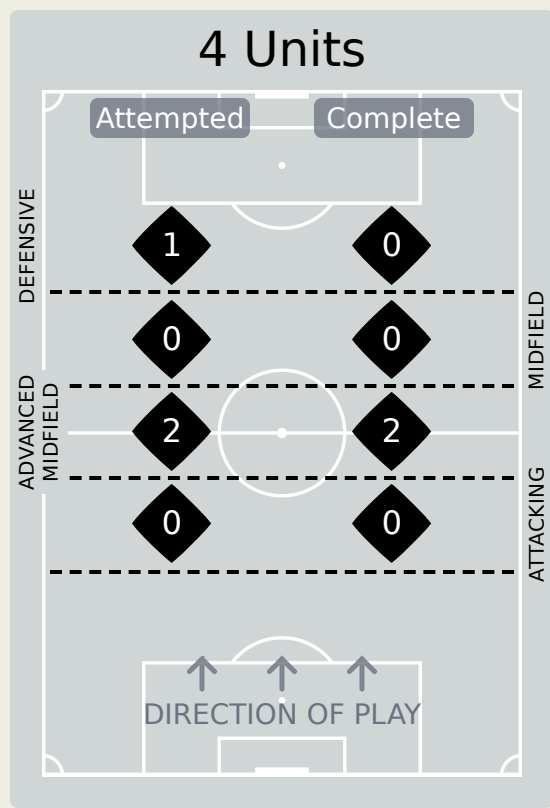 4 Units
Attempted
Complete
DEFENSIVE
1
0
MIDFIELD
0
0
ADVANCED
MIDFIELD
2
2
ATTACKING
0
0
DIRECTION OF PLAY